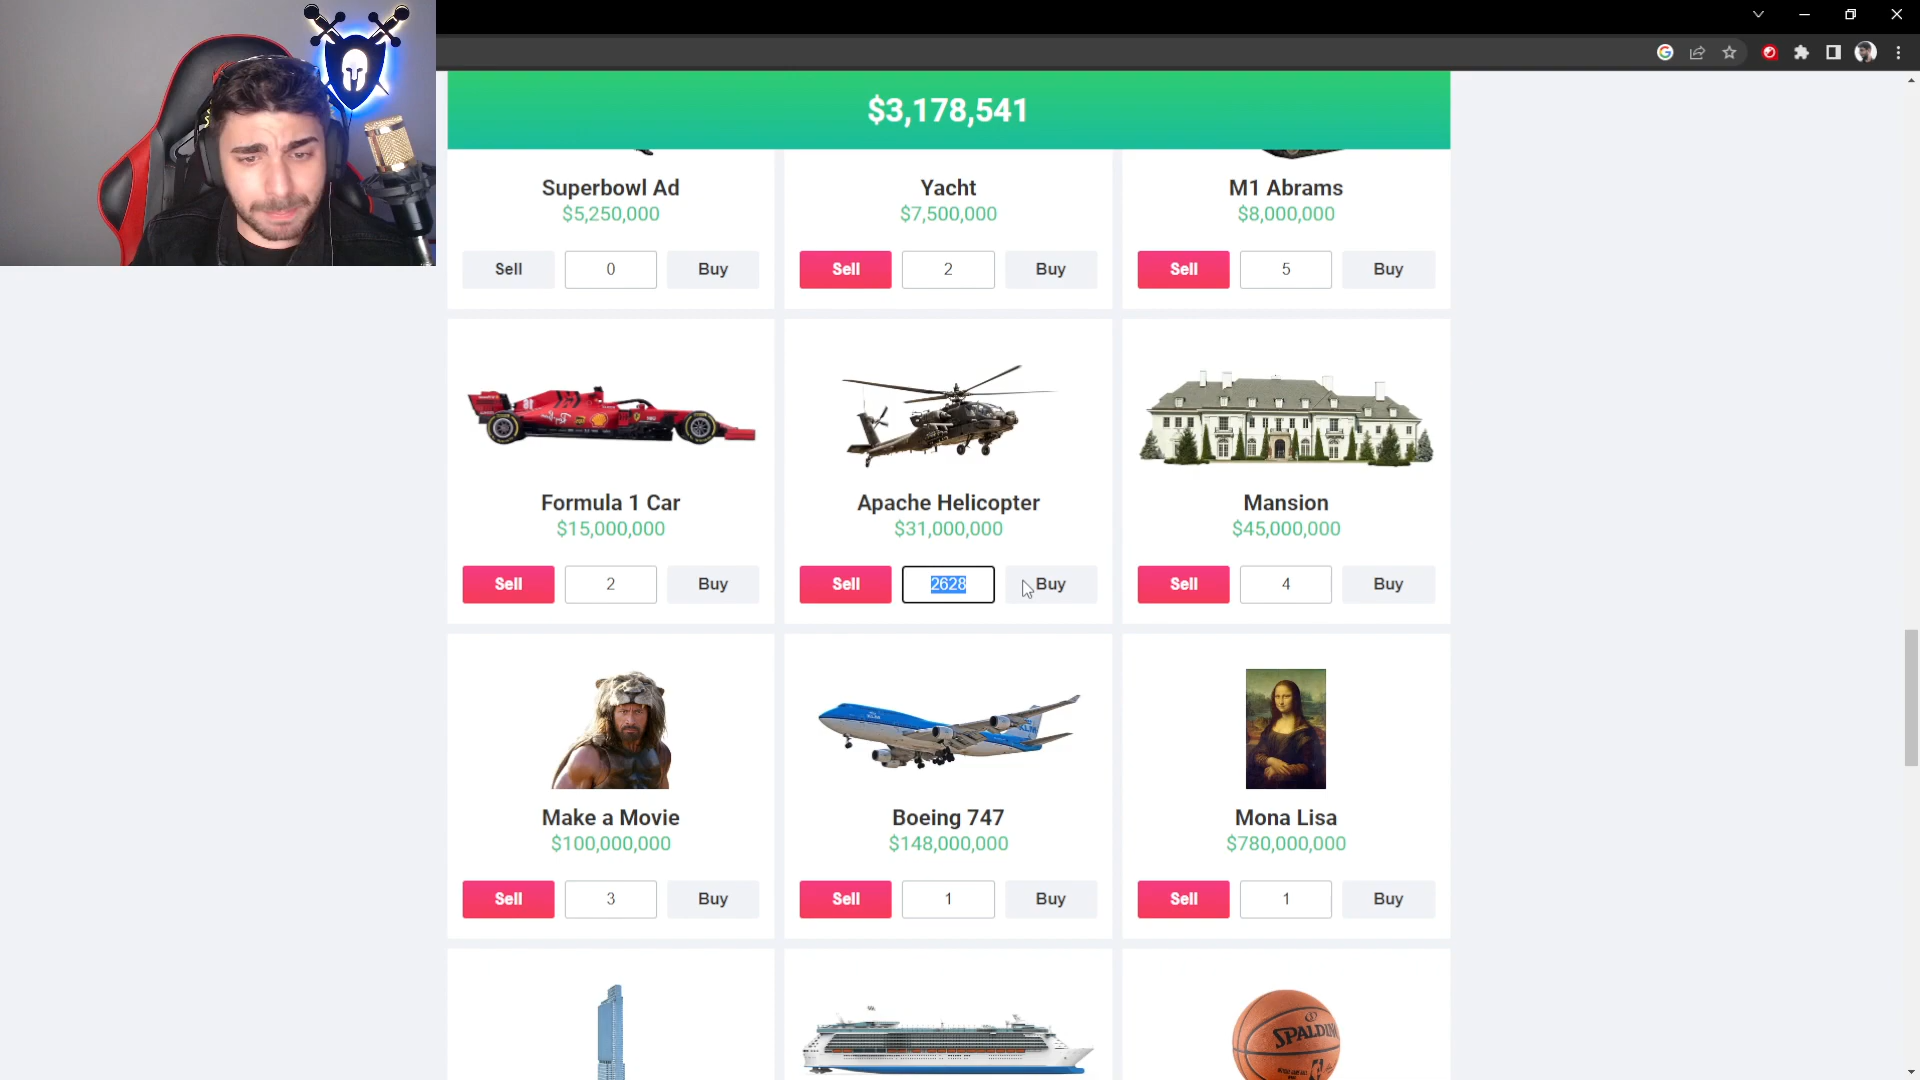 $3,178,541
Superbowl Ad
$5,250,000
Sell 0 Buy
Yacht
$7,500,000
Sell 2 Buy
M1 Abrams
$8,000,000
Sell 5 Buy
Formula 1 Car
$15,000,000
Sell 2 Buy
Apache Helicopter
$31,000,000
Sell 2628 Buy
Mansion
$45,000,000
Sell 4 Buy
Make a Movie
$100,000,000
Sell 3 Buy
KLM
Boeing 747
$148,000,000
Sell 1 Buy
Mona Lisa
$780,000,000
Sell 1 Buy
SPALDING